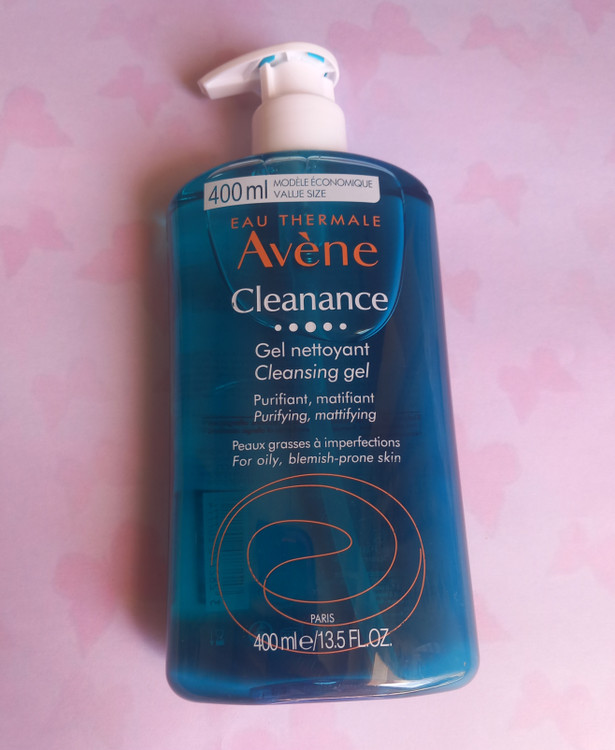 400 ml MODÈLE ÉCONOMIQUE
VALUE SIZE
EAU THERMALE
Avène
Cleanance
Gel nettoyant
Cleansing gel
Purifiant, matifiant
Purifying, mattifying
Peaux grasses à imperfections
For oily, blemish-prone skin
PARIS
400 ml e/13.5 FL.OZ.